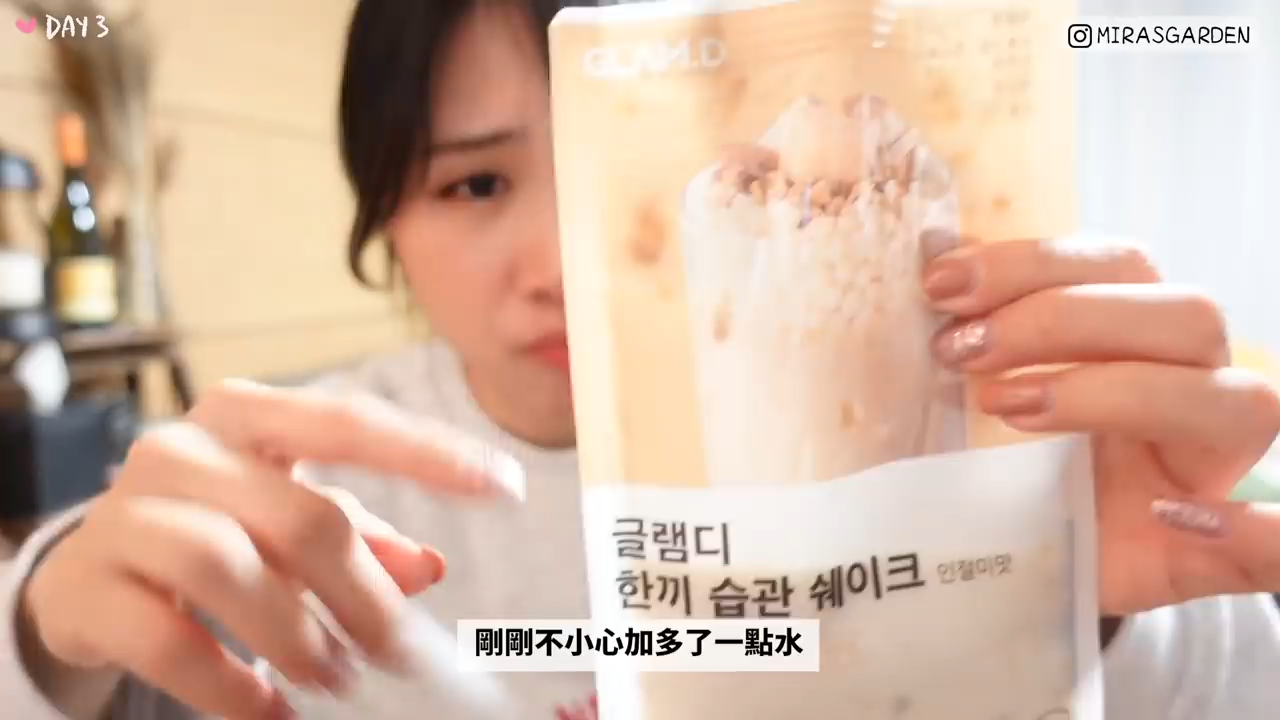 DAY 3
MIRASGARDEN
GLAM.D
글램디
한끼 습관 쉐이크 인절미맛
剛剛不小心加多了一點水